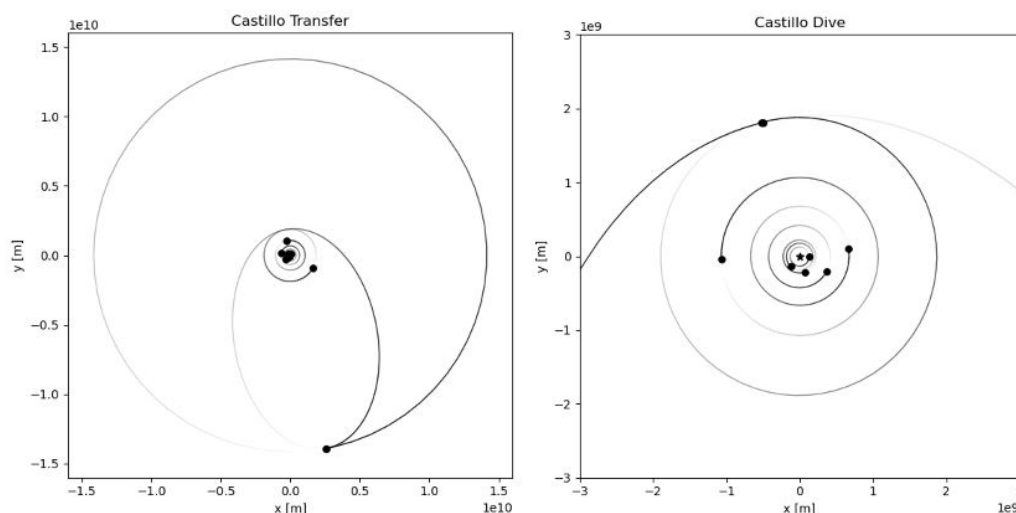 Castillo Transfer
1e10
1.5
1.0
0.5
0.0
−0.5
−1.0
−1.5
y [m]
−1.5 −1.0 −0.5 0.0 0.5 1.0 1.5
x [m]
1e10
Castillo Dive
1e9
3
2
1
0
−1
−2
−3
y [m]
−3 −2 −1 0 1 2
x [m]
1e9